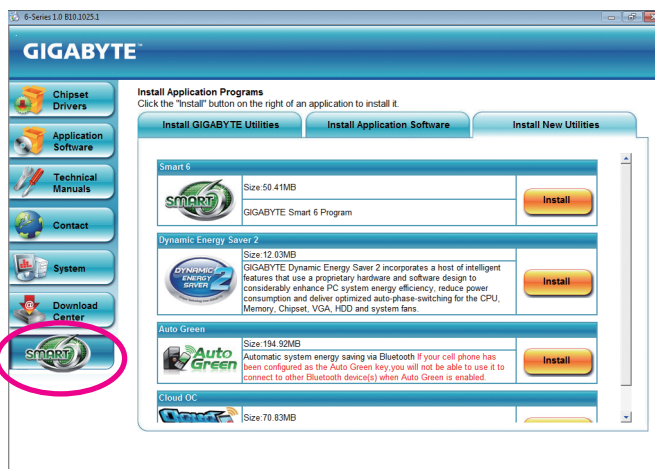 6-Series 1.0 B10.1025.1
GIGABYTE™
Chipset
Drivers
Application
Software
Technical
Manuals
Contact
System
Download
Center
SMART6
Install Application Programs
Click the "Install" button on the right of an application to install it.
Install GIGABYTE Utilities
Install Application Software
Install New Utilities
Smart 6
SMART6
Size:50.41MB
GIGABYTE Smart 6 Program
Install
Dynamic Energy Saver 2
DYNAMIC
ENERGY
SAVER 2
Size:12.03MB
GIGABYTE Dynamic Energy Saver 2 incorporates a host of intelligent
features that use a proprietary hardware and software design to
considerably enhance PC system energy efficiency, reduce power
consumption and deliver optimized auto-phase-switching for the CPU,
Memory, Chipset, VGA, HDD and system fans.
Install
Auto Green
Auto
Green
Size:194.92MB
Automatic system energy saving via Bluetooth If your cell phone has
been configured as the Auto Green key,you will not be able to use it to
connect to other Bluetooth device(s) when Auto Green is enabled.
Install
Cloud OC
Size:70.83MB